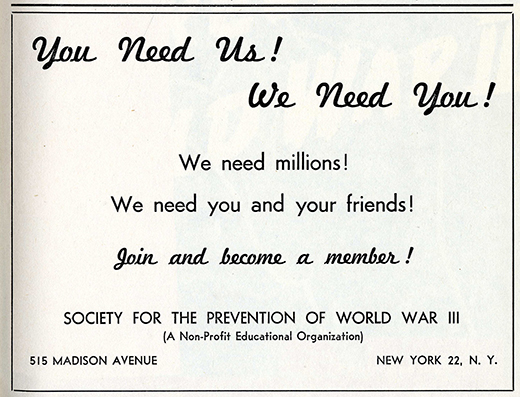 You Need Us!
We Need You!
We need millions!
We need you and your friends!
Join and become a member!
SOCIETY FOR THE PREVENTION OF WORLD WAR III
(A Non-Profit Educational Organization)
515 MADISON AVENUE NEW YORK 22, N. Y.